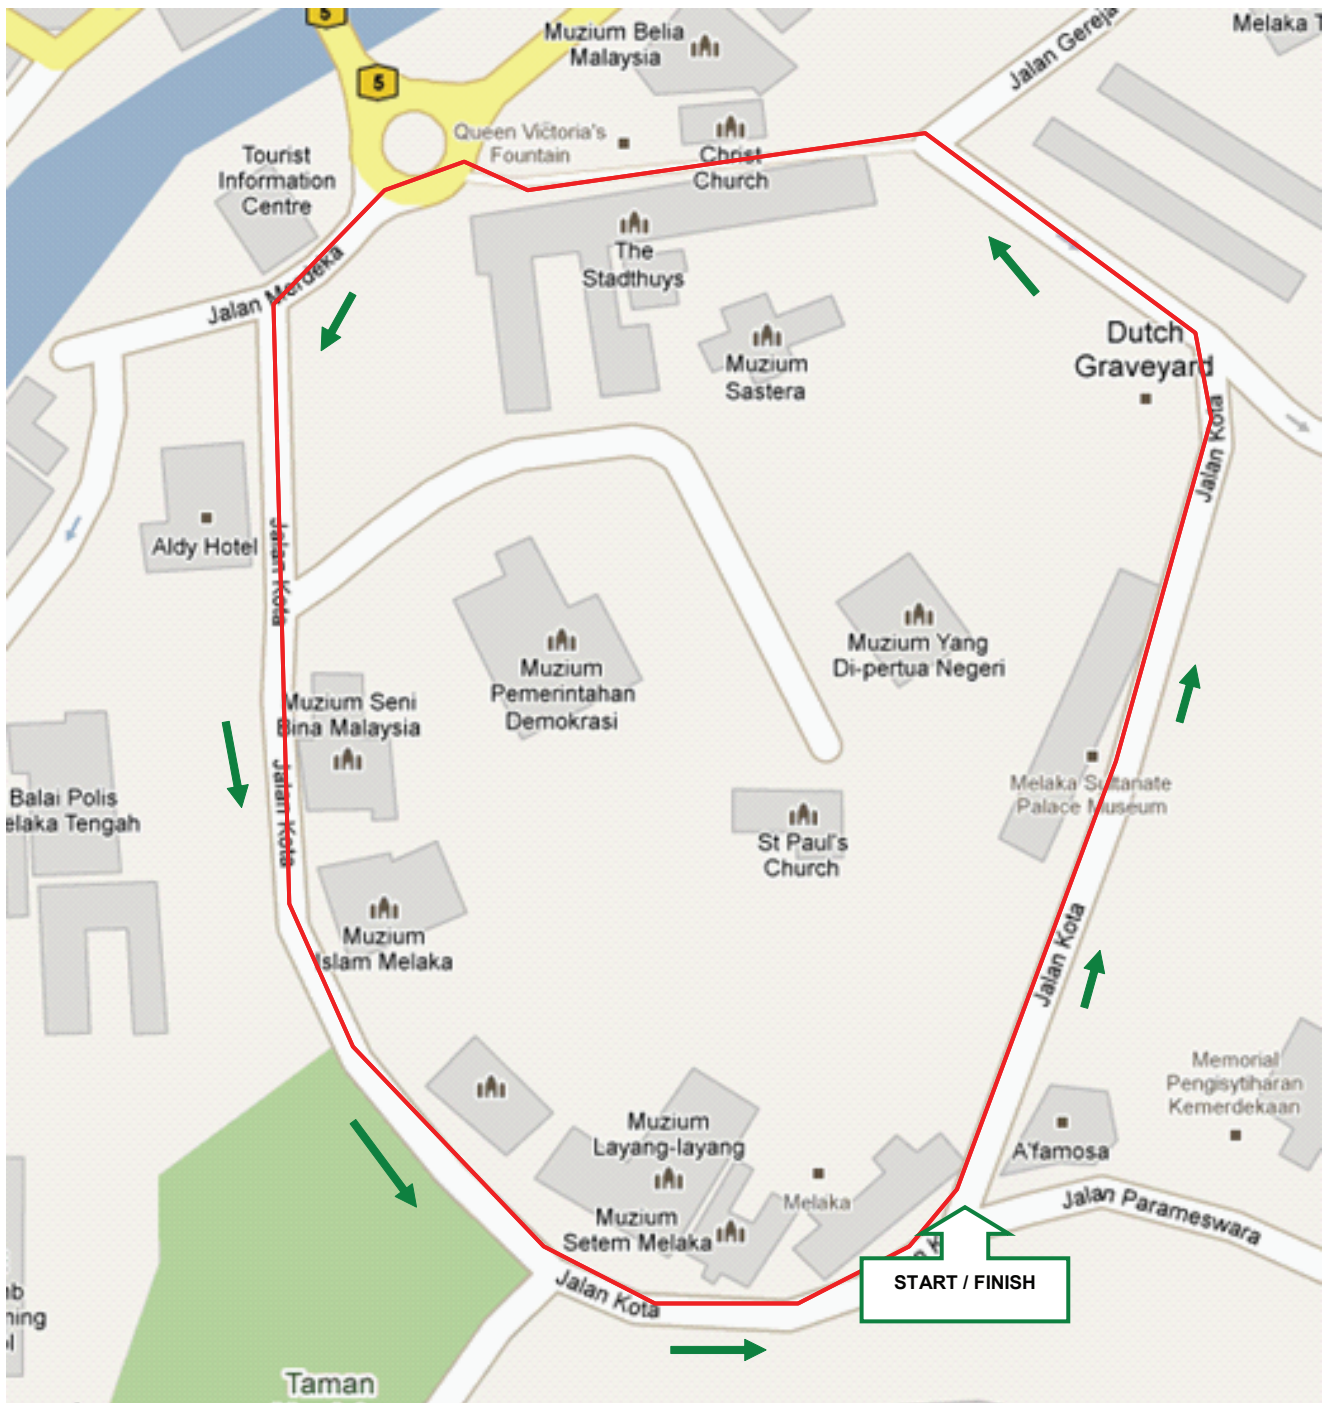 5
Muzium Belia
Malaysia
Melaka T
Jalan Gereja
5
Queen Victoria's
Fountain
Christ
Church
Tourist
Information
Centre
The
Stadthuys
Jalan Merdeka
Muzium
Sastera
Dutch
Graveyard
Jalan Kota
Aldy Hotel
Jalan Kota
Muzium
Pemerintahan
Demokrasi
Muzium Yang
Di-pertua Negeri
Muzium Seni
Bina Malaysia
Jalan Kota
Balai Polis
elaka Tengah
Melaka Sultanate
Palace Museum
St Paul's
Church
Muzium
Islam Melaka
Jalan Kota
Memorial
Pengisytiharan
Kemerdekaan
Muzium
Layang-layang
A'famosa
Melaka
Jalan Parameswara
Muzium
Setem Melaka
START / FINISH
Jalan Kota
Taman